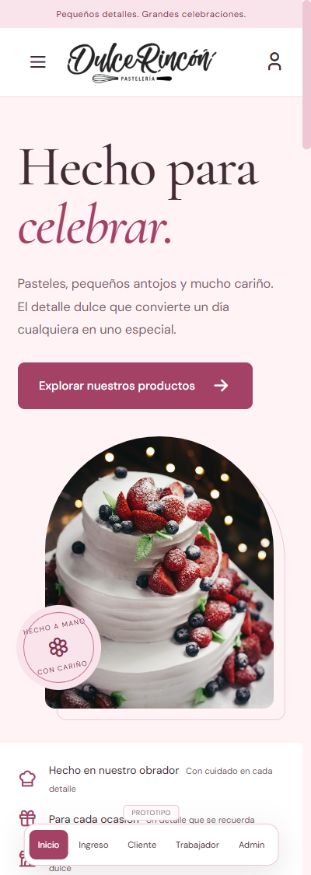 Pequeños detalles. Grandes celebraciones.
DulceRincón
PASTELERÍA
Hecho para
celebrar.
Pasteles, pequeños antojos y mucho cariño.
El detalle dulce que convierte un día
cualquiera en uno especial.
Explorar nuestros productos
HECHO A MANO
CON CARIÑO
Hecho en nuestro obrador Con cuidado en cada
detalle
PROTOTIPO
Para cada ocasión Un detalle que se recuerda
Inicio Ingreso Cliente Trabajador Admin
dulce